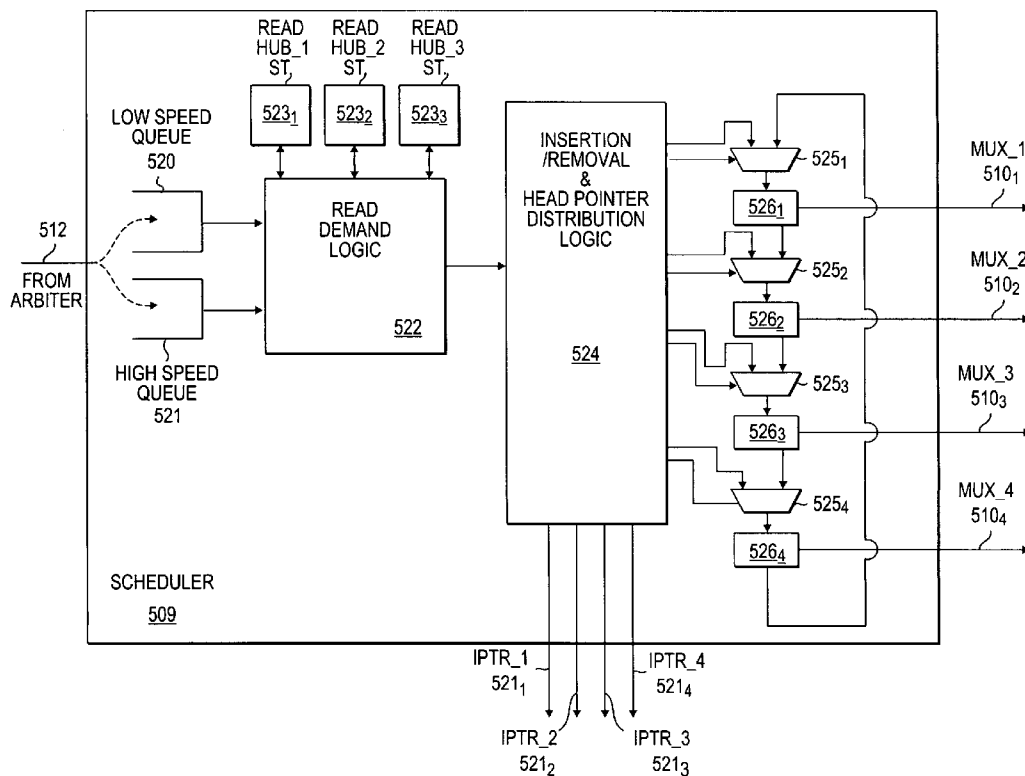 READ HUB_1 ST.
READ HUB_2 ST.
READ HUB_3 ST.
523₁
523₂
523₃
LOW SPEED
QUEUE
520
512
FROM
ARBITER
HIGH SPEED
QUEUE
521
READ
DEMAND
LOGIC
522
INSERTION
/REMOVAL
&
HEAD POINTER
DISTRIBUTION
LOGIC
524
525₁
526₁
MUX_1
510₁
525₂
526₂
MUX_2
510₂
525₃
526₃
MUX_3
510₃
525₄
526₄
MUX_4
510₄
SCHEDULER
509
IPTR_1
521₁
IPTR_4
521₄
IPTR_2
521₂
IPTR_3
521₃